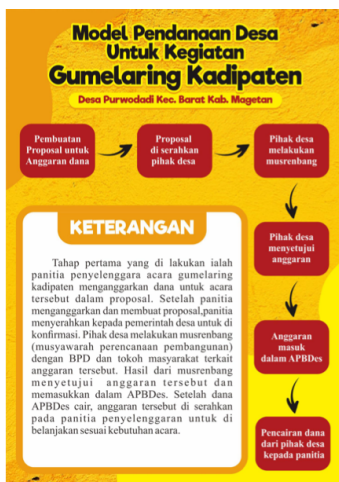 Model Pendanaan Desa
Untuk Kegiatan
Gumelaring Kadipaten
Desa Purwodadi Kec. Barat Kab. Magetan
Pembuatan
Proposal untuk
Anggaran dana
Proposal
di serahkan
pihak desa
Pihak desa
melakukan
musrenbang
Pihak desa
menyetujui
anggaran
Anggaran
masuk
dalam APBDes
Pencairan dana
dari pihak desa
kepada panitia
KETERANGAN
Tahap pertama yang di lakukan ialah
panitia penyelenggara acara gumelaring
kadipaten menganggarkan dana untuk acara
tersebut dalam proposal. Setelah panitia
menganggarkan dan membuat proposal,panitia
menyerahkan kepada pemerintah desa untuk di
konfirmasi. Pihak desa melakukan musrenbang
(musyawarah perencanaan pembangunan)
dengan BPD dan tokoh masyarakat terkait
anggaran tersebut. Hasil dari musrenbang
menyetujui anggaran tersebut dan
memasukkan dalam APBDes. Setelah dana
APBDes cair, anggaran tersebut di serahkan
pada panitia penyelenggaran untuk di
belanjakan sesuai kebutuhan acara.